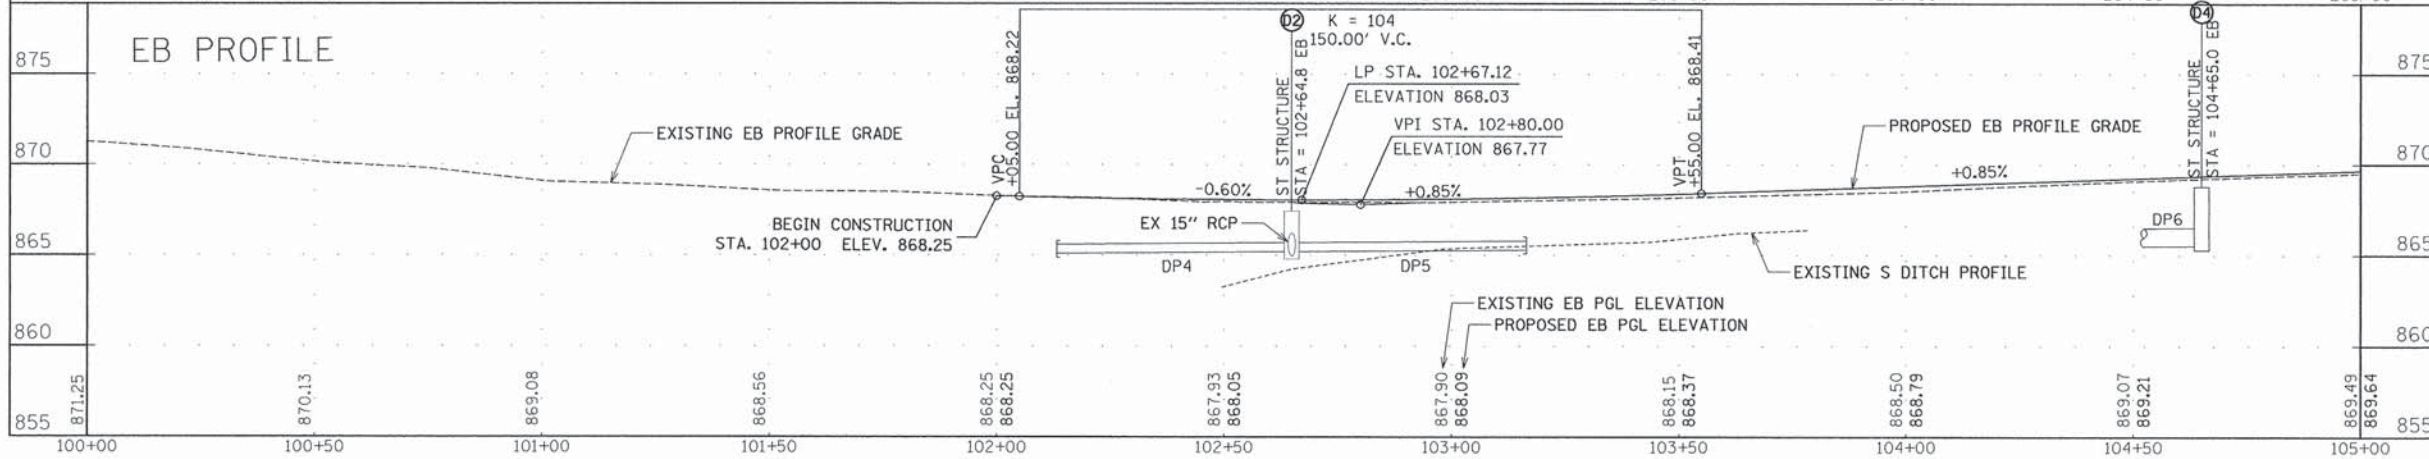 EB PROFILE
D2
K = 104
150.00' V.C.
D4
875
875
870
870
865
865
860
860
855
855
VPC
+05.00 EL. 868.22
ST STRUCTURE
STA = 102+64.8 EB
LP STA. 102+67.12
ELEVATION 868.03
VPI STA. 102+80.00
ELEVATION 867.77
VPT
+55.00 EL. 868.41
ST STRUCTURE
STA = 104+65.0 EB
EXISTING EB PROFILE GRADE
PROPOSED EB PROFILE GRADE
-0.60%
+0.85%
+0.85%
BEGIN CONSTRUCTION
STA. 102+00 ELEV. 868.25
EX 15" RCP
DP4
DP5
DP6
EXISTING S DITCH PROFILE
EXISTING EB PGL ELEVATION
PROPOSED EB PGL ELEVATION
871.25
870.13
869.08
868.56
868.25
868.25
867.93
868.05
867.90
868.09
868.15
868.37
868.50
868.79
869.07
869.21
869.49
869.64
100+00
100+50
101+00
101+50
102+00
102+50
103+00
103+50
104+00
104+50
105+00